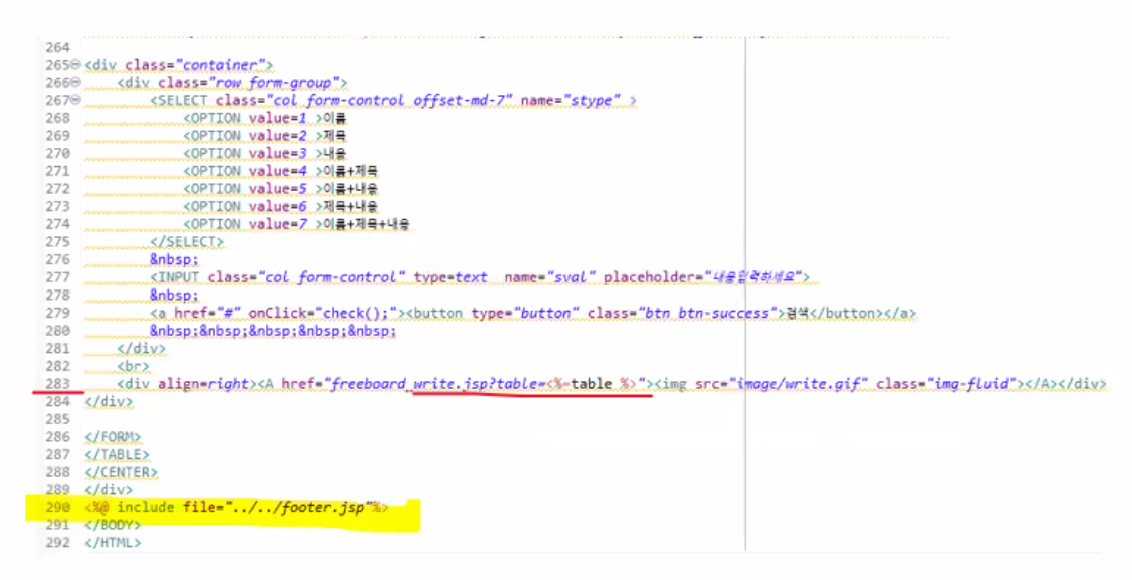 264
265 <div class="container">
266 <div class="row form-group">
267 <SELECT class="col form-control offset-md-7" name="stype" >
268 <OPTION value=1 >이름
269 <OPTION value=2 >제목
270 <OPTION value=3 >내용
271 <OPTION value=4 >이름+제목
272 <OPTION value=5 >이름+내용
273 <OPTION value=6 >제목+내용
274 <OPTION value=7 >이름+제목+내용
275 </SELECT>
276 &nbsp;
277 <INPUT class="col form-control" type=text name="sval" placeholder="내용입력하세요">
278 &nbsp;
279 <a href="#" onClick="check();"><button type="button" class="btn btn-success">검색</button></a>
280 &nbsp;&nbsp;&nbsp;&nbsp;&nbsp;
281 </div>
282 <br>
283 <div align=right><A href="freeboard_write.jsp?table=<%=table %>"><img src="image/write.gif" class="img-fluid"></A></div>
284 </div>
285
286 </FORM>
287 </TABLE>
288 </CENTER>
289 </div>
290 <%@ include file="../../footer.jsp"%>
291 </BODY>
292 </HTML>